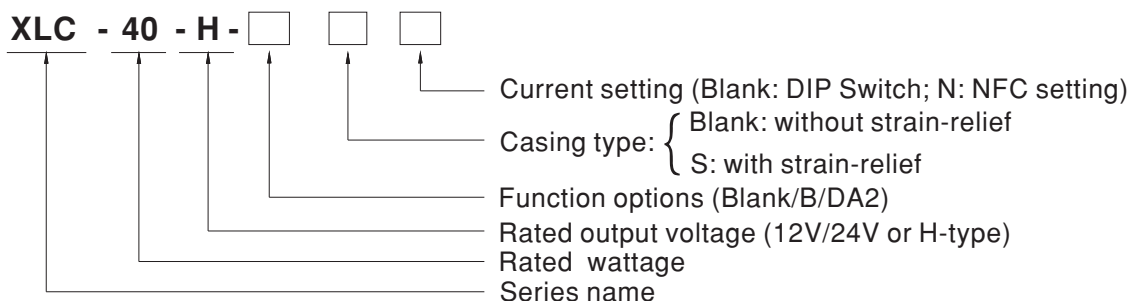 XLC - 40 - H -
Current setting (Blank: DIP Switch; N: NFC setting)
Blank: without strain-relief
Casing type:
S: with strain-relief
Function options (Blank/B/DA2)
Rated output voltage (12V/24V or H-type)
Rated wattage
Series name